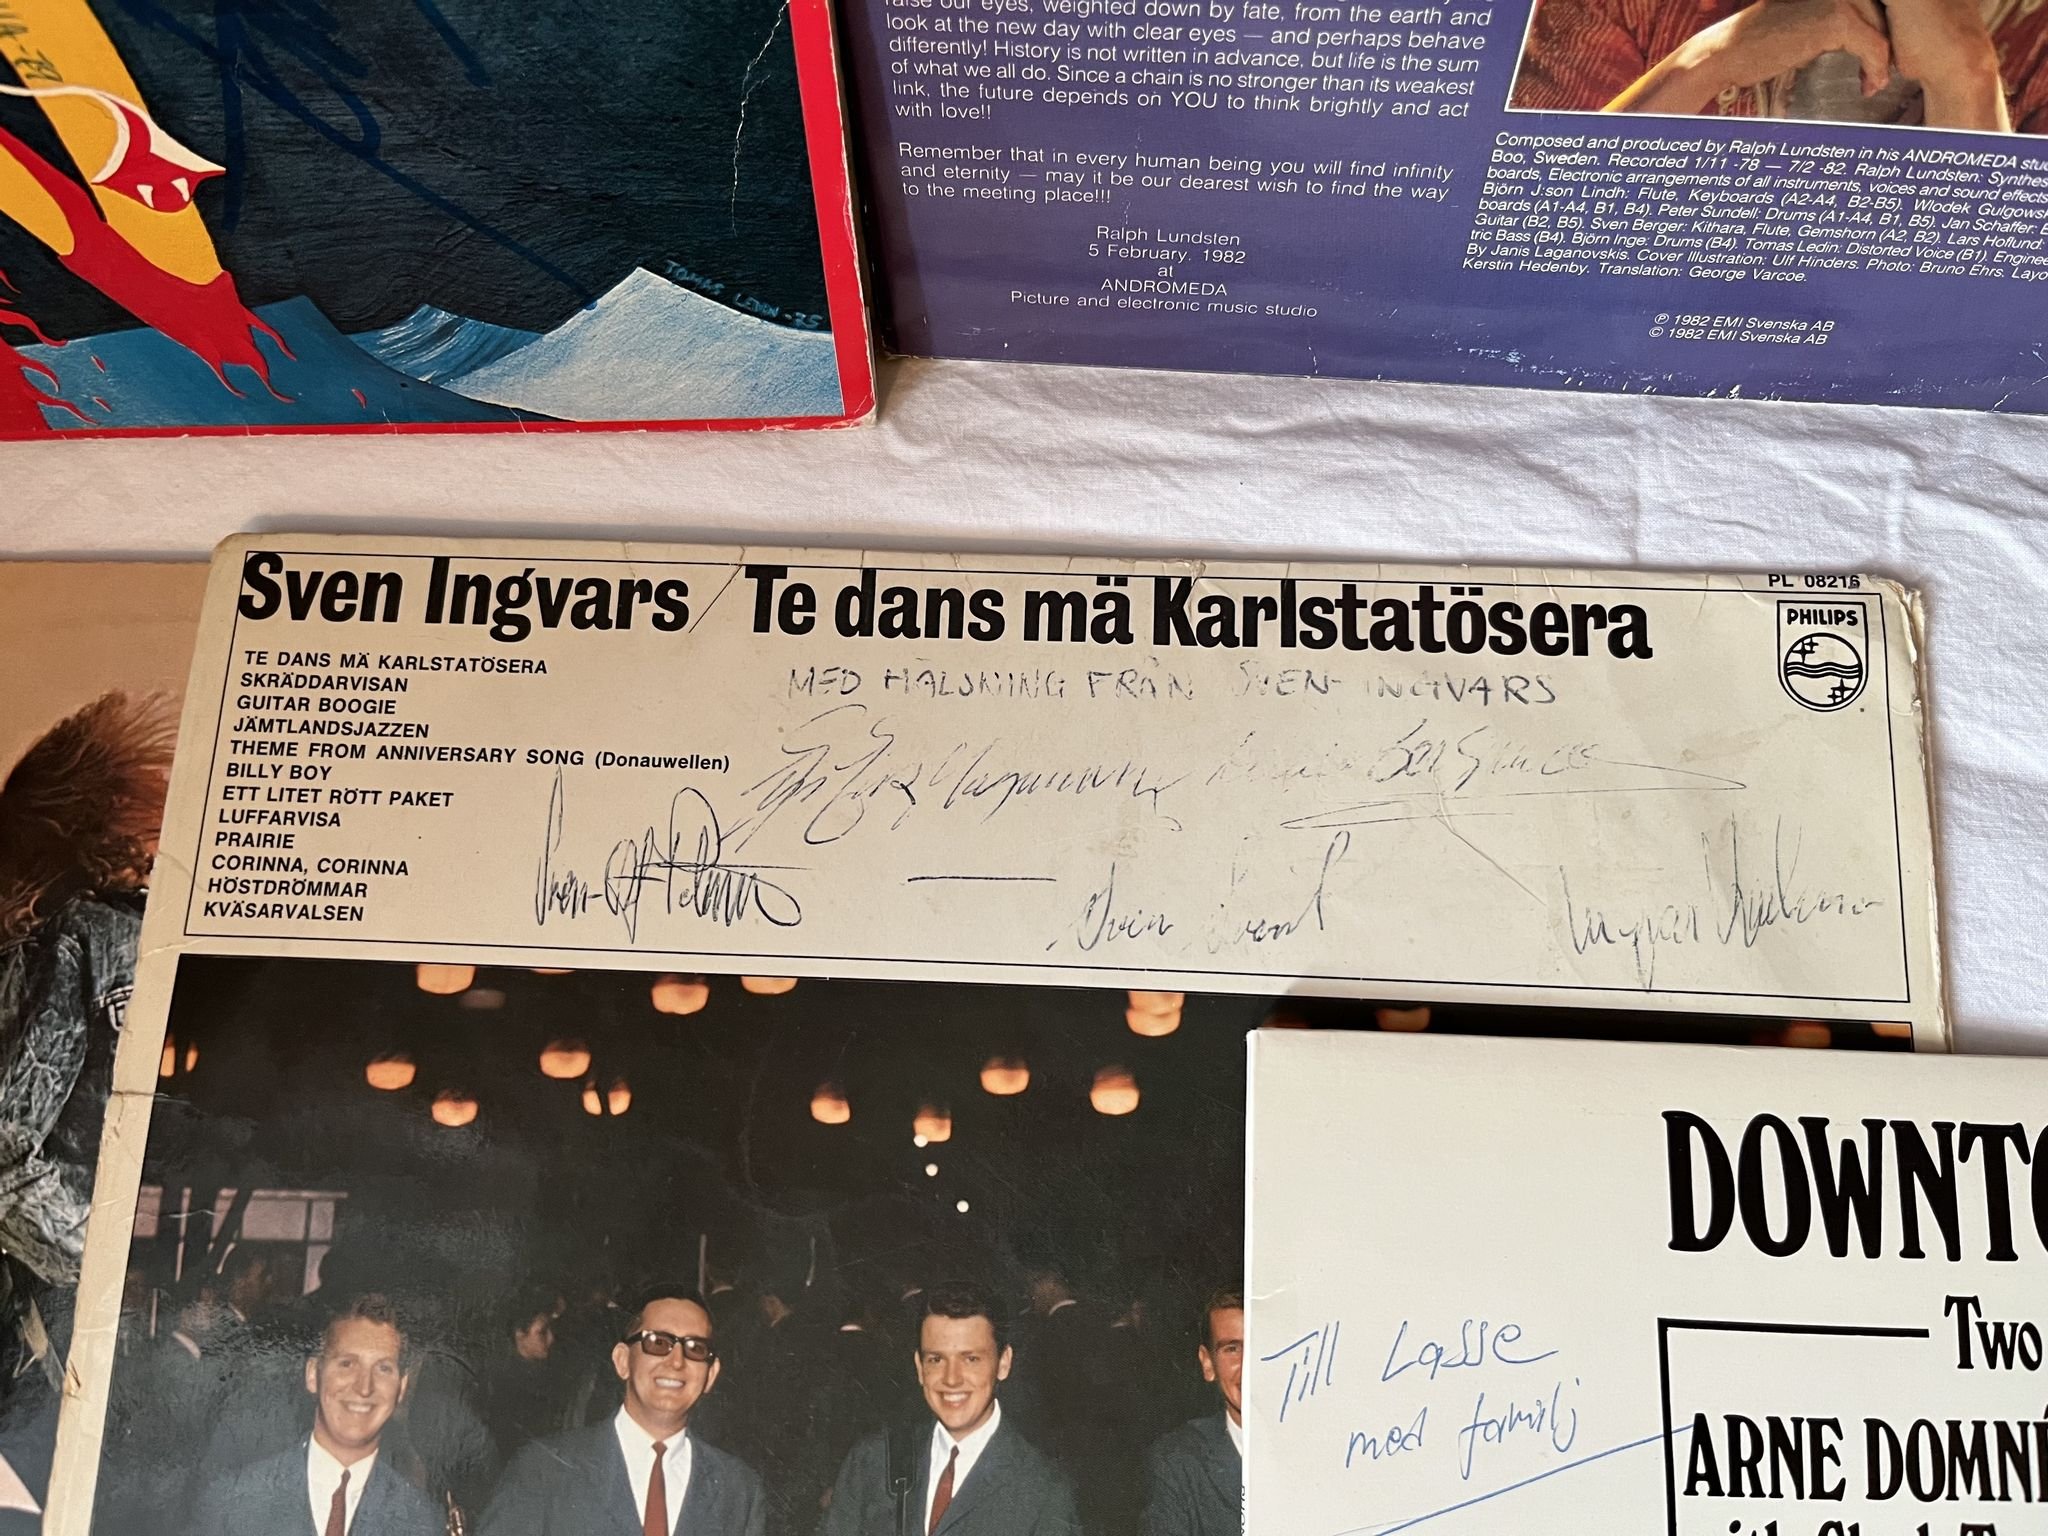 TOMAS LEDIN -75
raise our eyes, weighted down by fate, from the earth and
look at the new day with clear eyes — and perhaps behave
differently! History is not written in advance, but life is the sum
of what we all do. Since a chain is no stronger than its weakest
link, the future depends on YOU to think brightly and act
with love!!
Remember that in every human being you will find infinity
and eternity — may it be our dearest wish to find the way
to the meeting place!!!
Ralph Lundsten
5 February. 1982
at
ANDROMEDA
Picture and electronic music studio
Composed and produced by Ralph Lundsten in his ANDROMEDA
Boo, Sweden. Recorded 1/11 -78 — 7/2 -82. Ralph Lundsten:
boards, Electronic arrangements of all instruments, voices and sound effects
Björn J:son Lindh: Flute, Keyboards (A2-A4, B2-B5). Wlodek
boards (A1-A4, B1, B4). Peter Sundell: Drums (A1-A4, B1, B5). Jan Schaffer:
Guitar (B2, B5). Sven Berger: Kithara, Flute, Gemshorn (A2, B2). Lars Hoflund:
tric Bass (B4). Björn Inge: Drums (B4). Tomas Ledin: Distorted Voice (B1).
By Janis Laganovskis. Cover Illustration: Ulf Hinders. Photo: Bruno Ehrs.
Kerstin Hedenby. Translation: George Varcoe.
℗ 1982 EMI Svenska AB
© 1982 EMI Svenska AB
Sven Ingvars / Te dans mä Karlstatösera
PL 08216
PHILIPS
TE DANS MÄ KARLSTATÖSERA
SKRÄDDARVISAN
GUITAR BOOGIE
JÄMTLANDSJAZZEN
THEME FROM ANNIVERSARY SONG (Donauwellen)
BILLY BOY
ETT LITET RÖTT PAKET
LUFFARVISA
PRAIRIE
CORINNA, CORINNA
HÖSTDRÖMMAR
KVÄSARVALSEN
MED HÄLSNING FRÅN SVEN-INGVARS
Sven
DOWNTO
Two
ARNE DOMN
Till Lasse
med familj